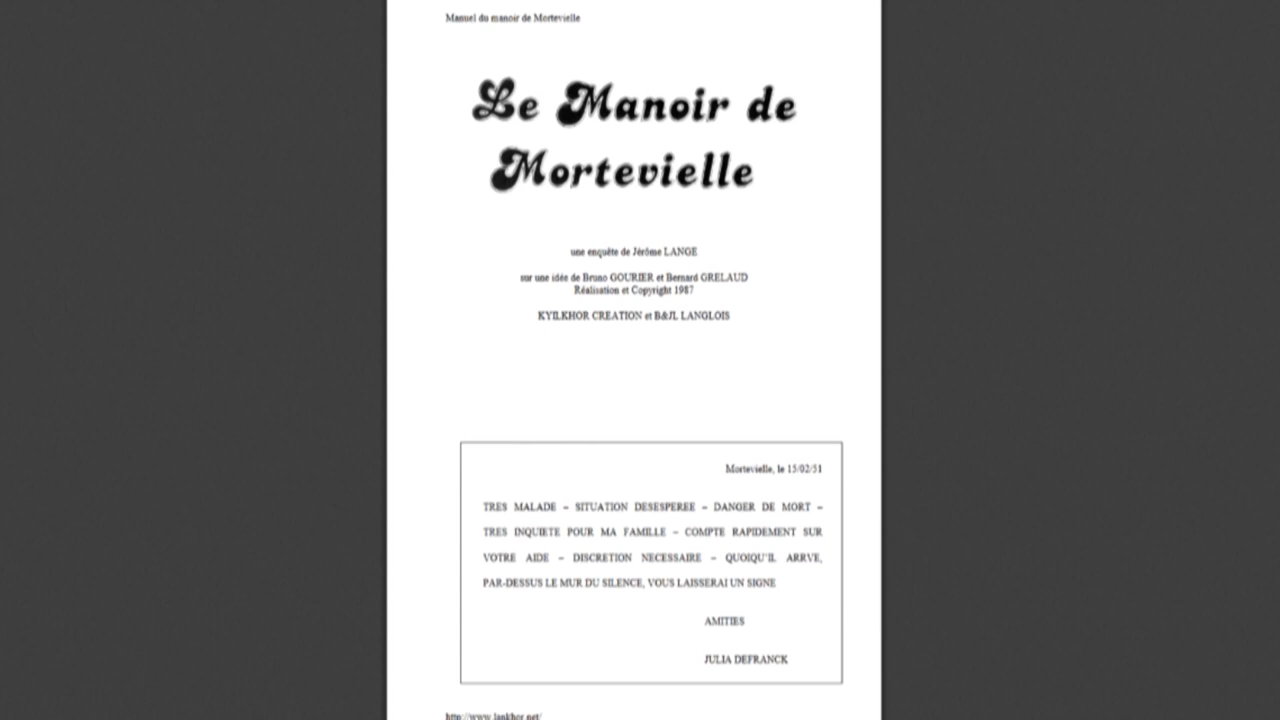 Manuel du manoir de Mortevielle
Le Manoir de
Mortevielle
une enquête de Jérôme LANGE
sur une idée de Bruno GOURIER et Bernard GRELAUD
Réalisation et Copyright 1987
KYILKHOR CREATION et B&JL LANGLOIS
Mortevielle, le 15/02/51
TRES MALADE – SITUATION DESESPEREE – DANGER DE MORT –
TRES INQUIETE POUR MA FAMILLE – COMPTE RAPIDEMENT SUR
VOTRE AIDE – DISCRETION NECESSAIRE – QUOIQU'IL ARRVE,
PAR-DESSUS LE MUR DU SILENCE, VOUS LAISSERAI UN SIGNE
AMITIES
JULIA DEFRANCK
http://www.lankhor.net/